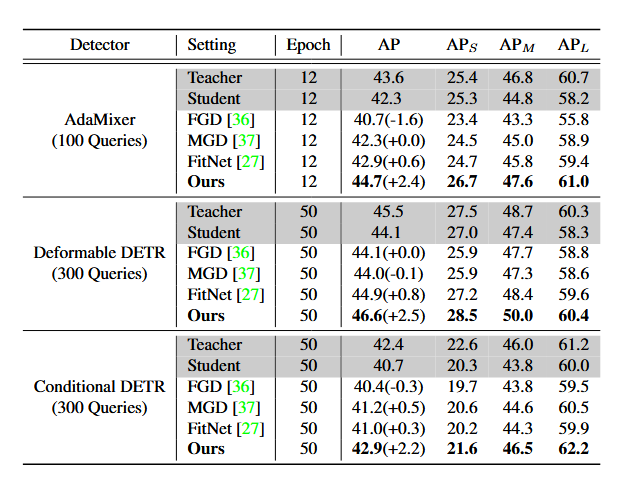 Detector Setting Epoch AP AP_S AP_M AP_L
Teacher 12 43.6 25.4 46.8 60.7
Student 12 42.3 25.3 44.8 58.2
AdaMixer FGD [36] 12 40.7(-1.6) 23.4 43.3 55.8
(100 Queries) MGD [37] 12 42.3(+0.0) 24.5 45.0 58.9
FitNet [27] 12 42.9(+0.6) 24.7 45.8 59.4
Ours 12 44.7(+2.4) 26.7 47.6 61.0
Teacher 50 45.5 27.5 48.7 60.3
Student 50 44.1 27.0 47.4 58.3
Deformable DETR FGD [36] 50 44.1(+0.0) 25.9 47.7 58.8
(300 Queries) MGD [37] 50 44.0(-0.1) 25.9 47.3 58.6
FitNet [27] 50 44.9(+0.8) 27.2 48.4 59.6
Ours 50 46.6(+2.5) 28.5 50.0 60.4
Teacher 50 42.4 22.6 46.0 61.2
Student 50 40.7 20.3 43.8 60.0
Conditional DETR FGD [36] 50 40.4(-0.3) 19.7 43.8 59.5
(300 Queries) MGD [37] 50 41.2(+0.5) 20.6 44.6 60.5
FitNet [27] 50 41.0(+0.3) 20.2 44.3 59.9
Ours 50 42.9(+2.2) 21.6 46.5 62.2